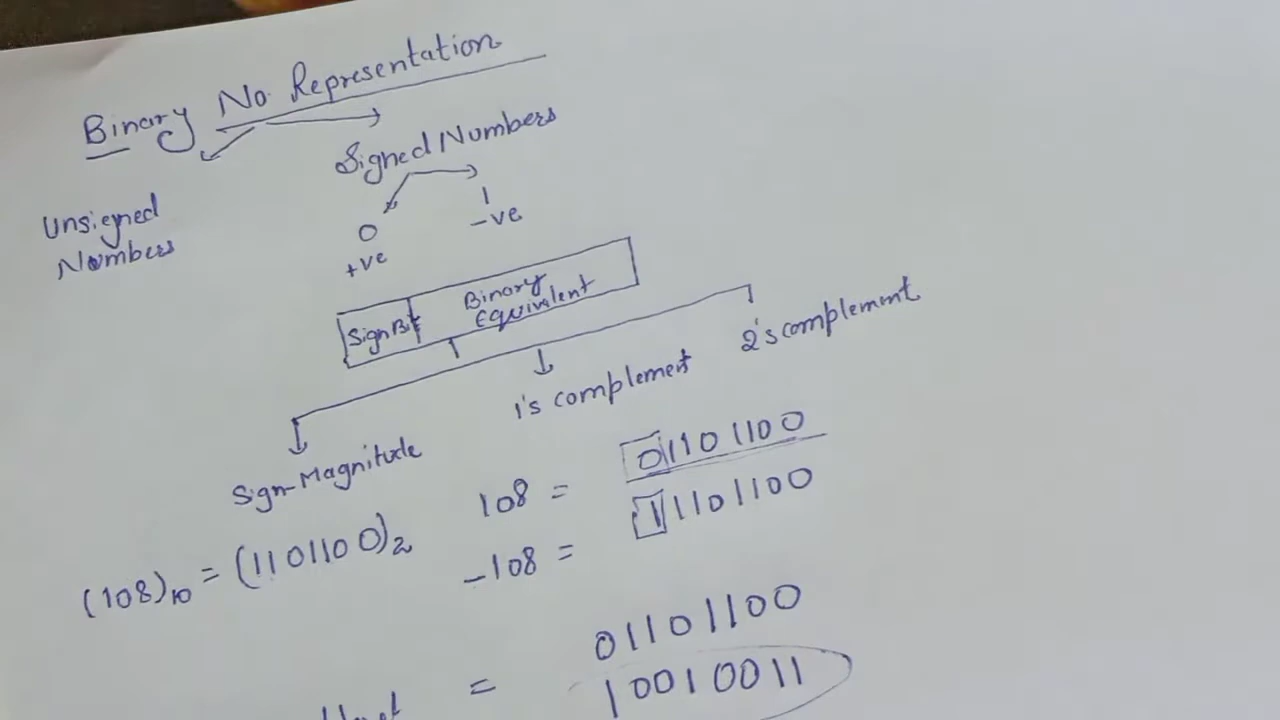 Binary No. Representation
Signed Numbers
Unsigned
Numbers
0
1
+ve
-ve
Sign Bit
Binary
Equivalent
Sign-Magnitude
1's complement
2's complement
(108)10 = (1101100)2
108 = 01101100
-108 = 11101100
01101100
= 10010011